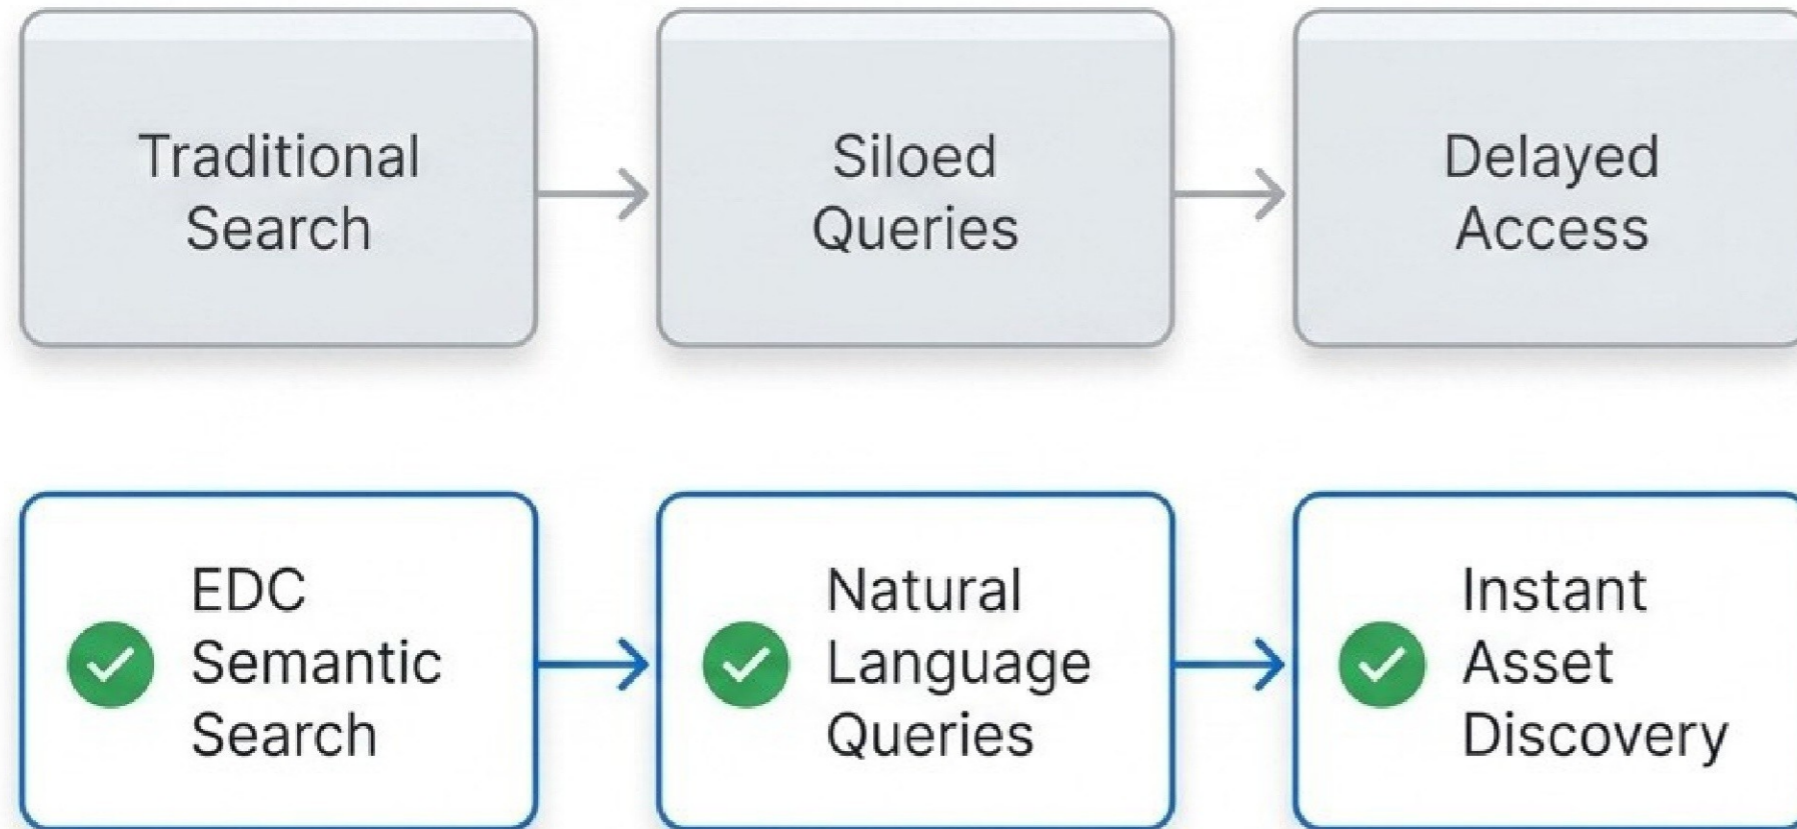 Traditional
Search
Siloed
Queries
Delayed
Access
EDC
Semantic
Search
Natural
Language
Queries
Instant
Asset
Discovery